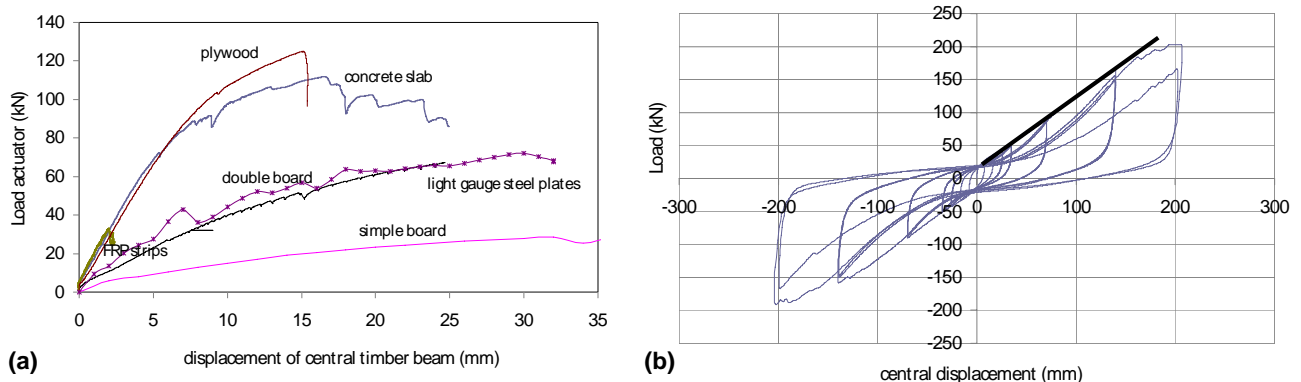 140
120
100
80
60
40
20
0
Load actuator (kN)
plywood
concrete slab
double board
light gauge steel plates
FRP strips
simple board
0 5 10 15 20 25 30 35
displacement of central timber beam (mm)
(a)
250
200
150
100
50
0
-50
-100
-150
-200
-250
Load (kN)
-300 -200 -100 0 100 200 300
central displacement (mm)
(b)